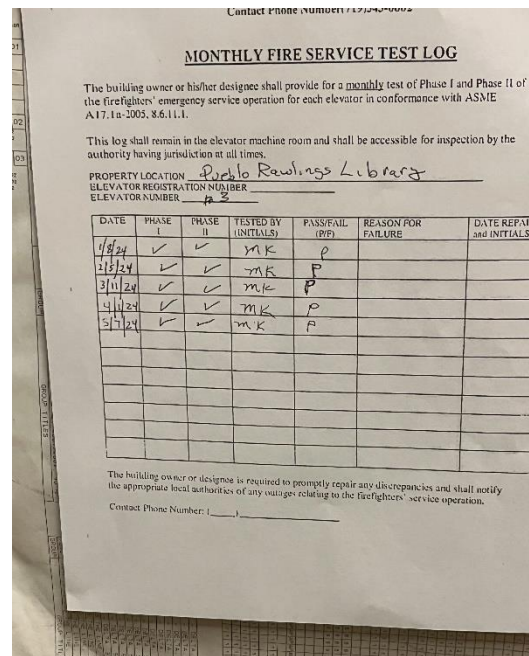 Contact Phone Number: (719)543-0002
MONTHLY FIRE SERVICE TEST LOG
The building owner or his/her designee shall provide for a monthly test of Phase I and Phase II of
the firefighters' emergency service operation for each elevator in conformance with ASME
A17.1a-2005, 8.6.11.1.
This log shall remain in the elevator machine room and shall be accessible for inspection by the
authority having jurisdiction at all times.
PROPERTY LOCATION Pueblo Rawlings Library
ELEVATOR REGISTRATION NUMBER
ELEVATOR NUMBER # 3
DATE PHASE I PHASE II TESTED BY (INITIALS) PASS/FAIL (P/F) REASON FOR FAILURE DATE REPAI and INITIALS
1/8/24 ✓ ✓ MK P
2/5/24 ✓ ✓ MK P
3/11/24 ✓ ✓ MK P
4/1/24 ✓ ✓ MK P
5/7/24 ✓ ✓ MK P
The building owner or designee is required to promptly repair any discrepancies and shall notify
the appropriate local authorities of any outages relating to the firefighters' service operation.
Contact Phone Number: (____)
GROUP TITLES